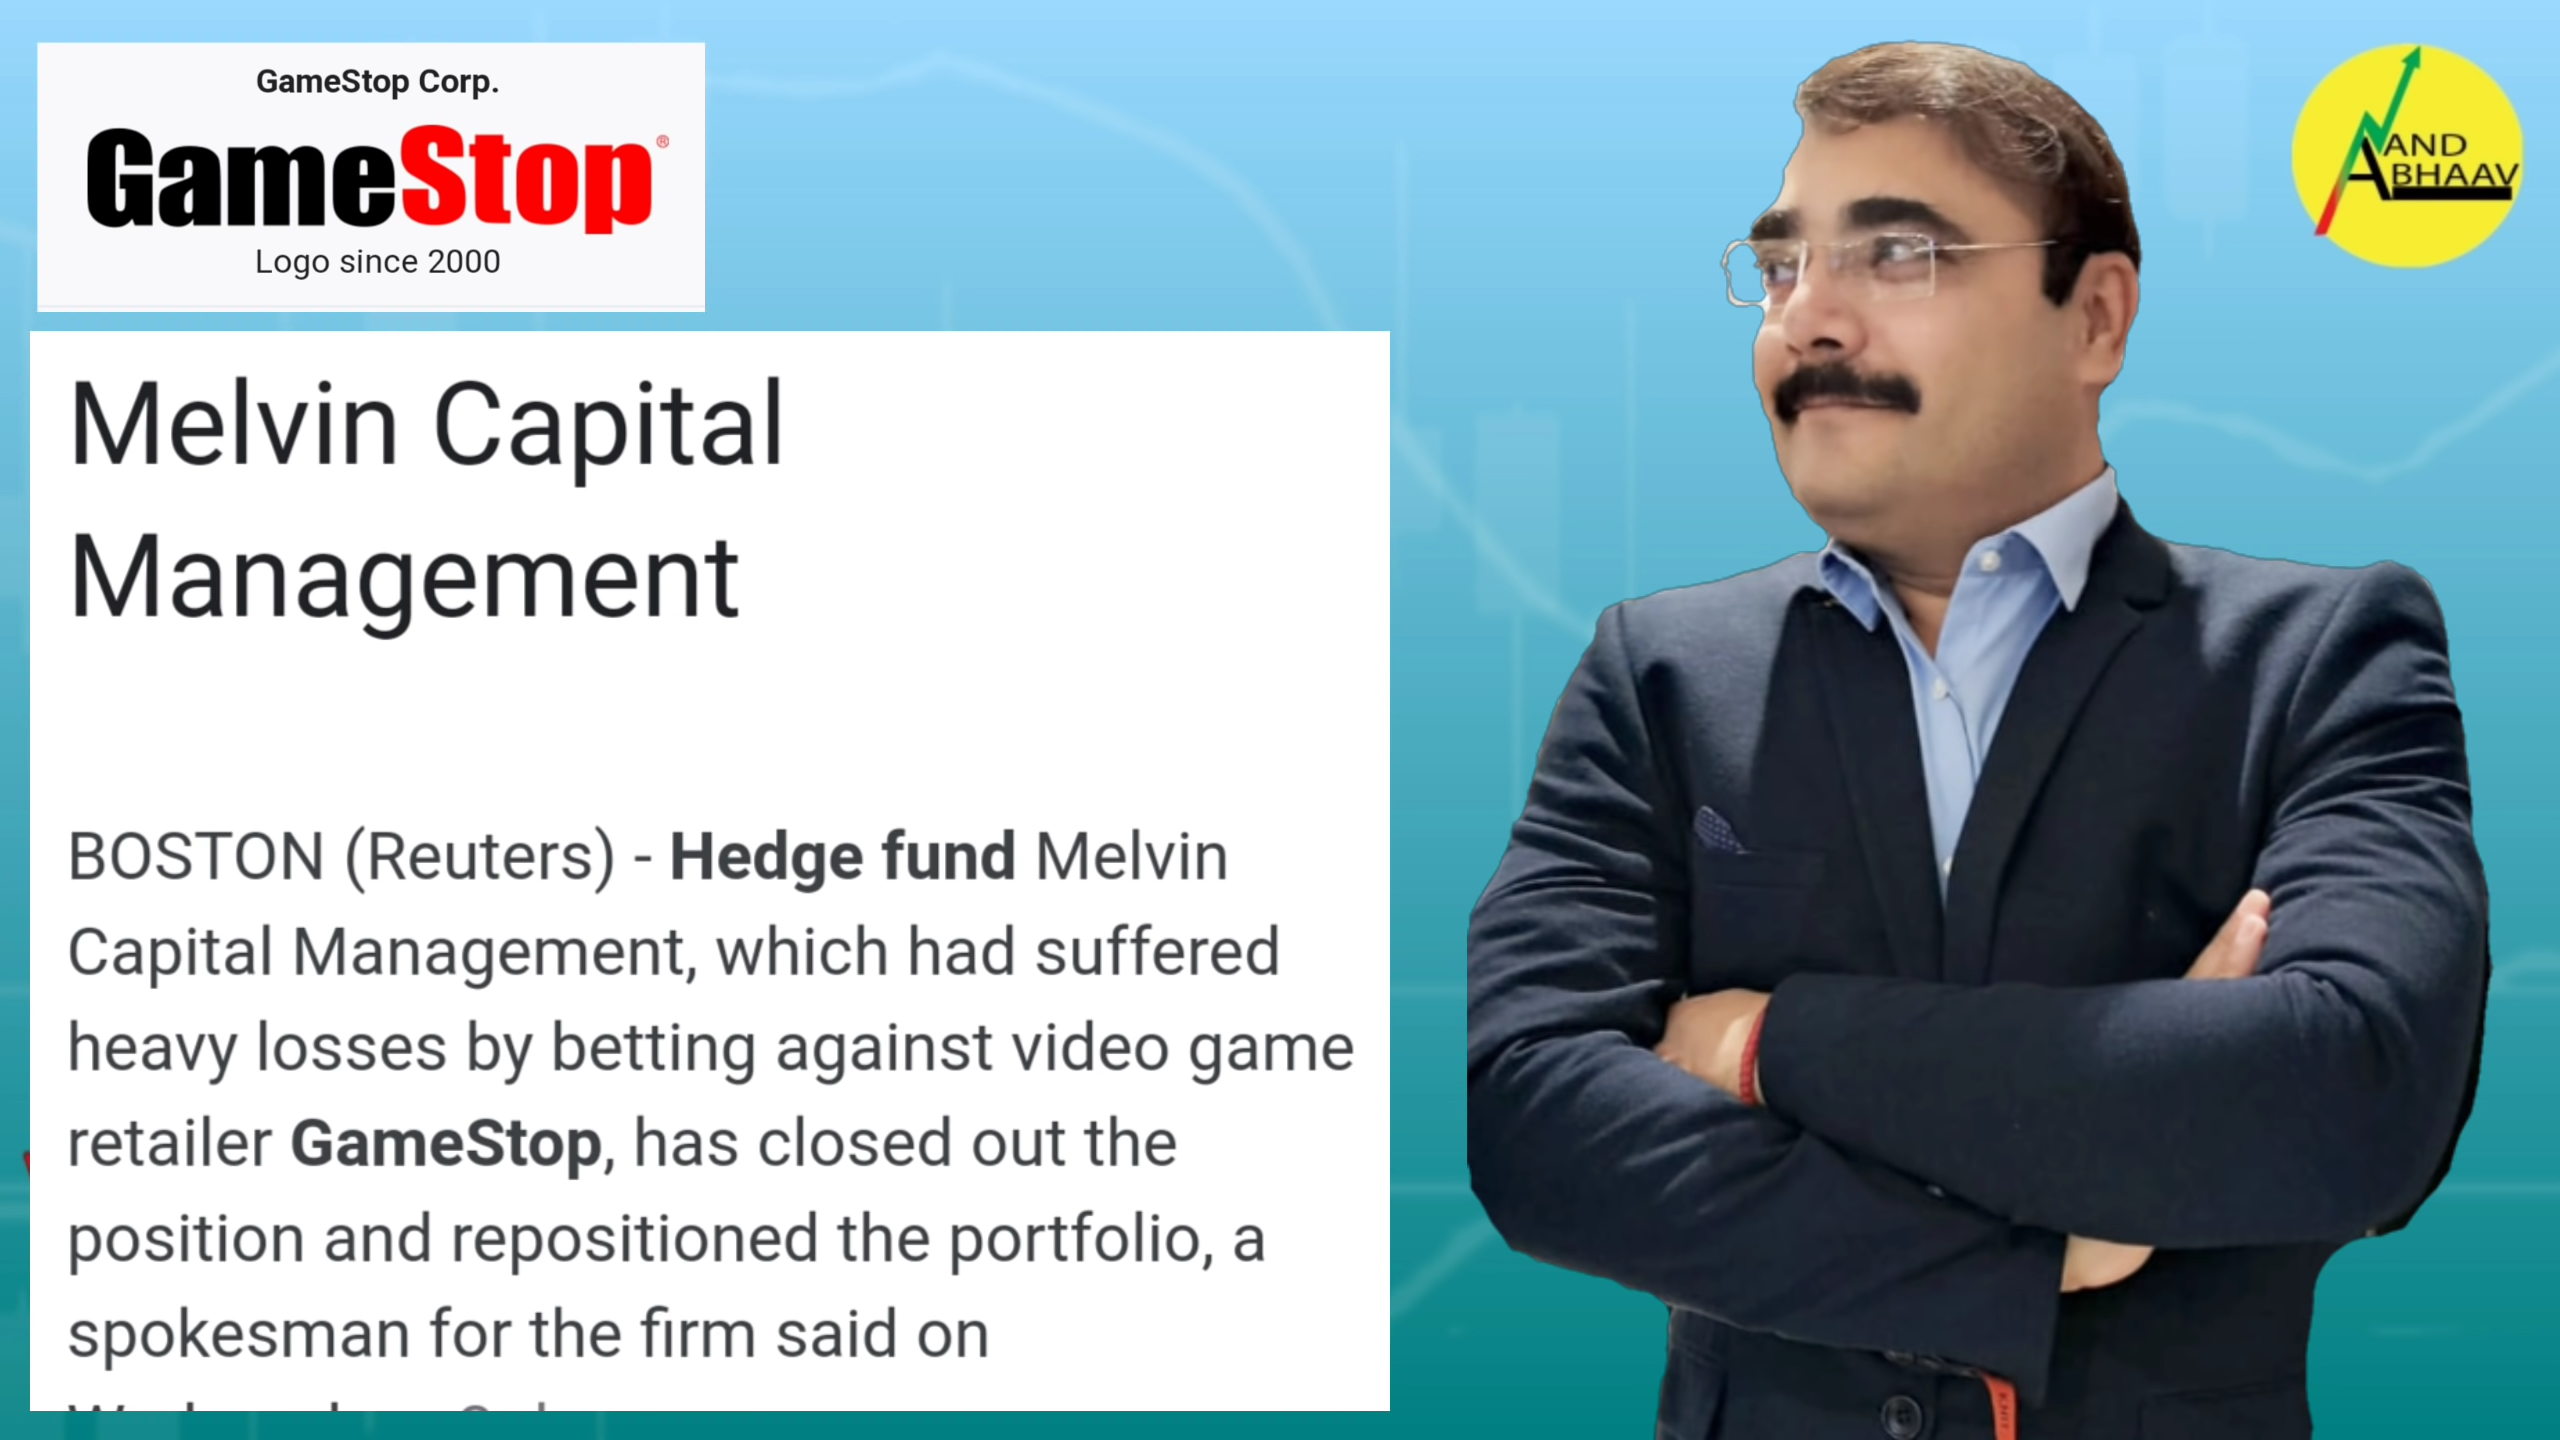 GameStop Corp.
GameStop®
Logo since 2000
AND
ABHAAV
Melvin Capital
Management
BOSTON (Reuters) - Hedge fund Melvin
Capital Management, which had suffered
heavy losses by betting against video game
retailer GameStop, has closed out the
position and repositioned the portfolio, a
spokesman for the firm said on